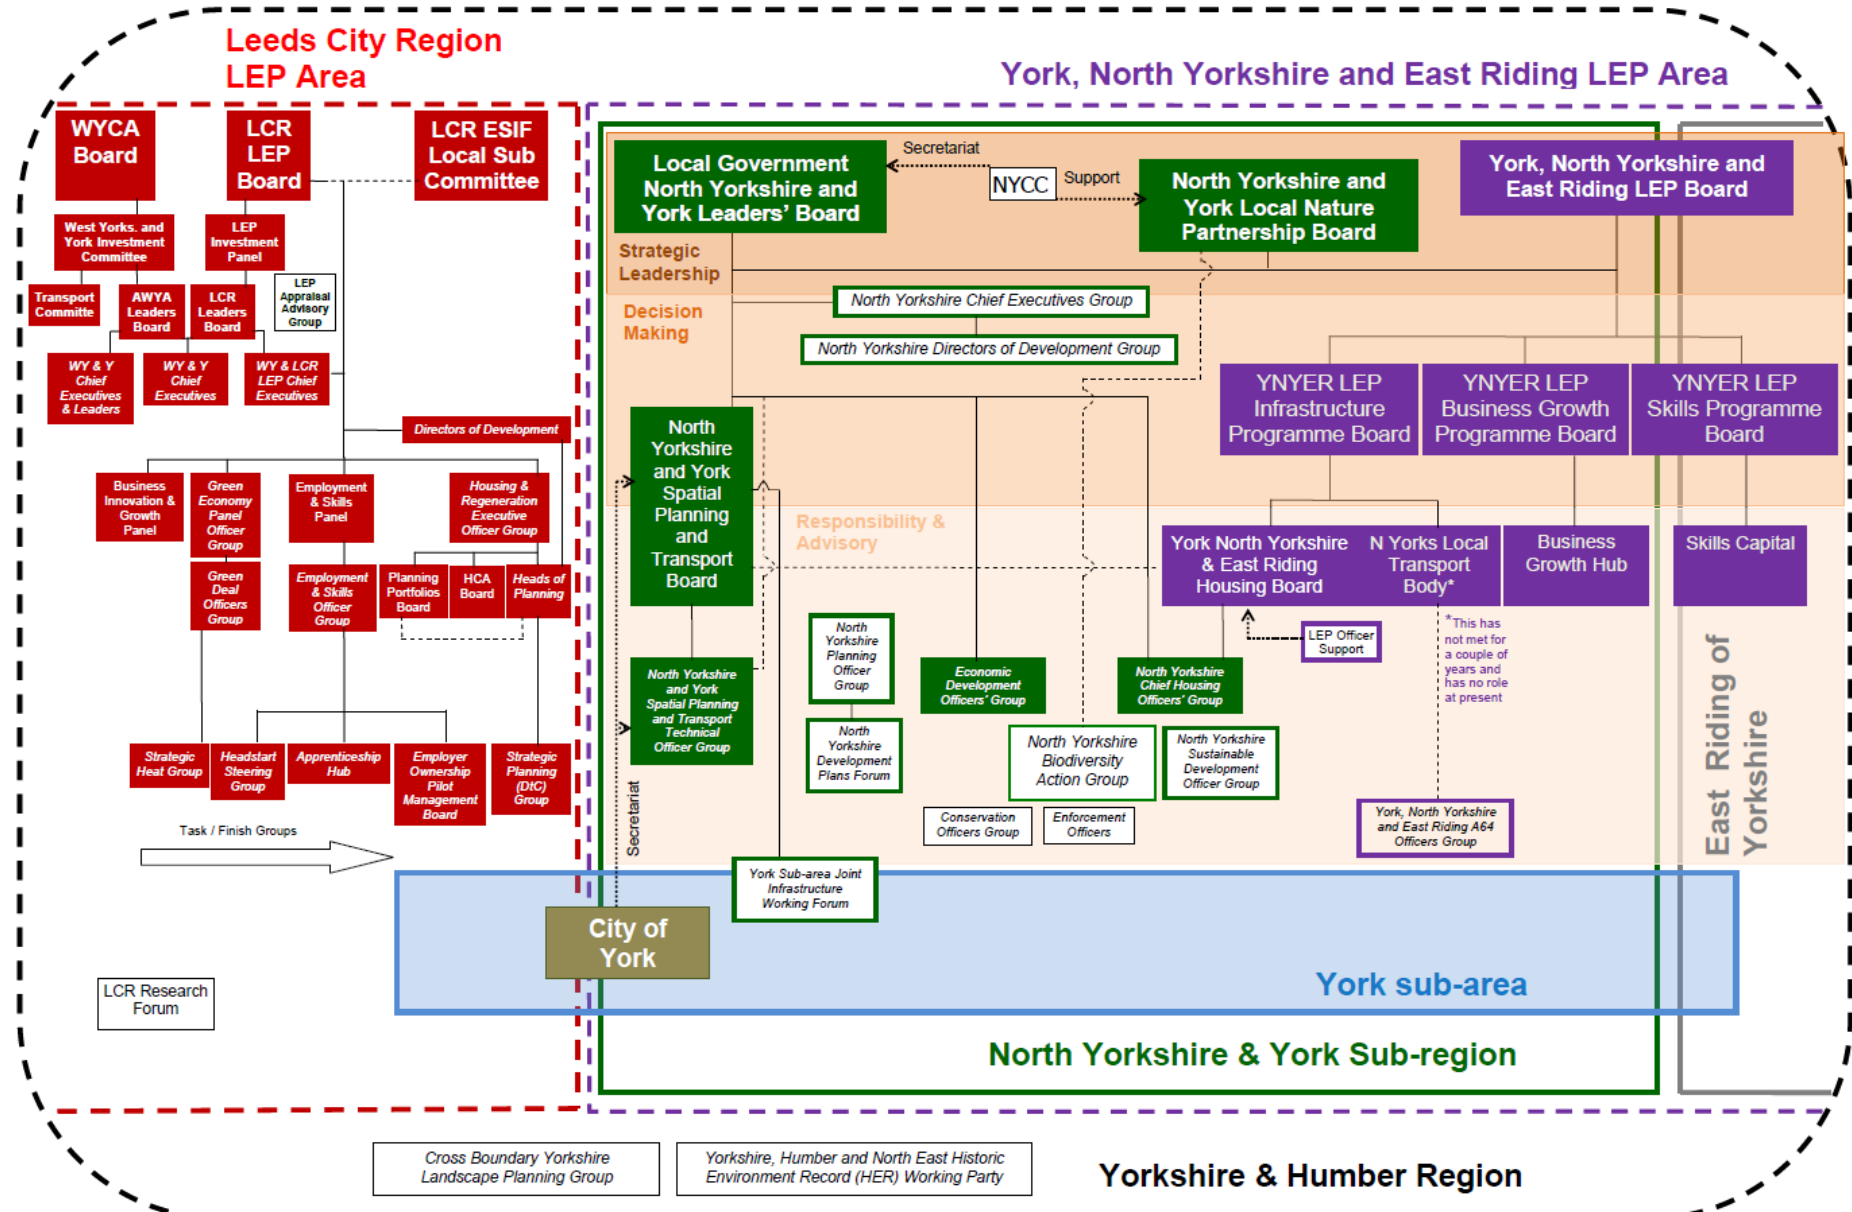 Leeds City Region
LEP Area
York, North Yorkshire and East Riding LEP Area
WYCA
Board
LCR
LEP
Board
LCR ESIF
Local Sub
Committee
West Yorks. and
York Investment
Committee
LEP
Investment
Panel
Transport
Committe
AWYA
Leaders
Board
LCR
Leaders
Board
LEP
Appraisal
Advisory
Group
WY & Y
Chief
Executives
& Leaders
WY & Y
Chief
Executives
WY & LCR
LEP Chief
Executives
Directors of Development
Business
Innovation &
Growth
Panel
Green
Economy
Panel
Officer
Group
Employment
& Skills
Panel
Housing &
Regeneration
Executive
Officer Group
Green
Deal
Officers
Group
Employment
& Skills
Officer
Group
Planning
Portfolios
Board
HCA
Board
Heads of
Planning
Strategic
Heat Group
Headstart
Steering
Group
Apprenticeship
Hub
Employer
Ownership
Pilot
Management
Board
Strategic
Planning
(DtC)
Group
Task / Finish Groups
LCR Research
Forum
Local Government
North Yorkshire and
York Leaders' Board
Secretariat
NYCC
Support
North Yorkshire and
York Local Nature
Partnership Board
York, North Yorkshire and
East Riding LEP Board
Strategic
Leadership
Decision
Making
North Yorkshire Chief Executives Group
North Yorkshire Directors of Development Group
YNYER LEP
Infrastructure
Programme Board
YNYER LEP
Business Growth
Programme Board
YNYER LEP
Skills Programme
Board
North
Yorkshire
and York
Spatial
Planning
and
Transport
Board
Responsibility &
Advisory
York North Yorkshire
& East Riding
Housing Board
N Yorks Local
Transport
Body*
Business
Growth Hub
Skills Capital
*This has
not met for
a couple of
years and
has no role
at present
LEP Officer
Support
North
Yorkshire
Planning
Officer
Group
North Yorkshire
and York
Spatial Planning
and Transport
Technical
Officer Group
Economic
Development
Officers' Group
North Yorkshire
Chief Housing
Officers' Group
North
Yorkshire
Development
Plans Forum
North Yorkshire
Biodiversity
Action Group
North Yorkshire
Sustainable
Development
Officer Group
Conservation
Officers Group
Enforcement
Officers
York, North Yorkshire
and East Riding A64
Officers Group
Secretariat
East Riding of
Yorkshire
York Sub-area Joint
Infrastructure
Working Forum
City of
York
York sub-area
North Yorkshire & York Sub-region
Cross Boundary Yorkshire
Landscape Planning Group
Yorkshire, Humber and North East Historic
Environment Record (HER) Working Party
Yorkshire & Humber Region